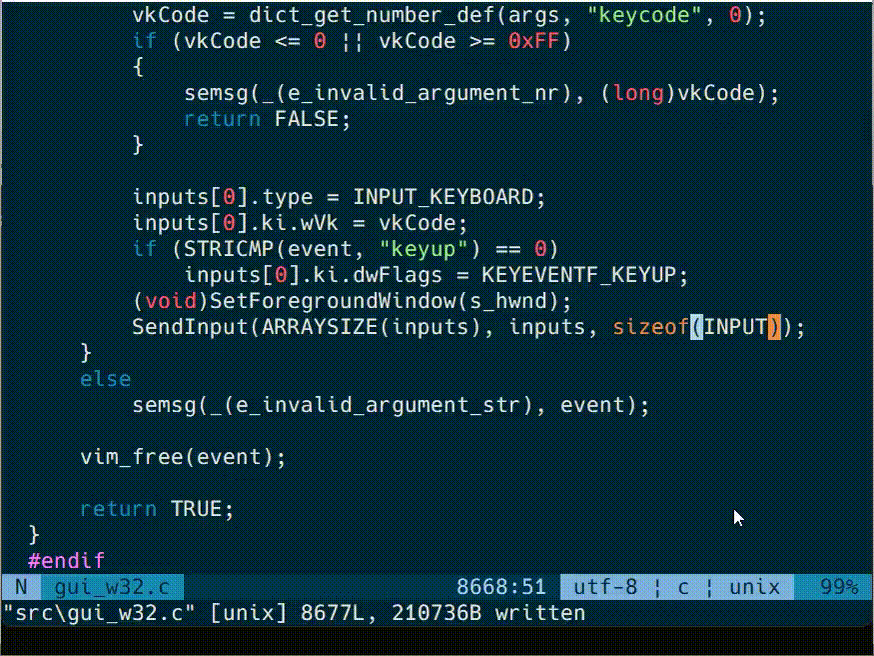 vkCode = dict_get_number_def(args, "keycode", 0);
if (vkCode <= 0 ¦¦ vkCode >= 0xFF)
{
semsg(_(e_invalid_argument_nr), (long)vkCode);
return FALSE;
}
inputs[0].type = INPUT_KEYBOARD;
inputs[0].ki.wVk = vkCode;
if (STRICMP(event, "keyup") == 0)
inputs[0].ki.dwFlags = KEYEVENTF_KEYUP;
(void)SetForegroundWindow(s_hwnd);
SendInput(ARRAYSIZE(inputs), inputs, sizeof(INPUT));
}
else
semsg(_(e_invalid_argument_str), event);
vim_free(event);
return TRUE;
}
#endif
N gui_w32.c 8668:51 utf-8 ¦ c ¦ unix 99%
"src\gui_w32.c" [unix] 8677L, 210736B written